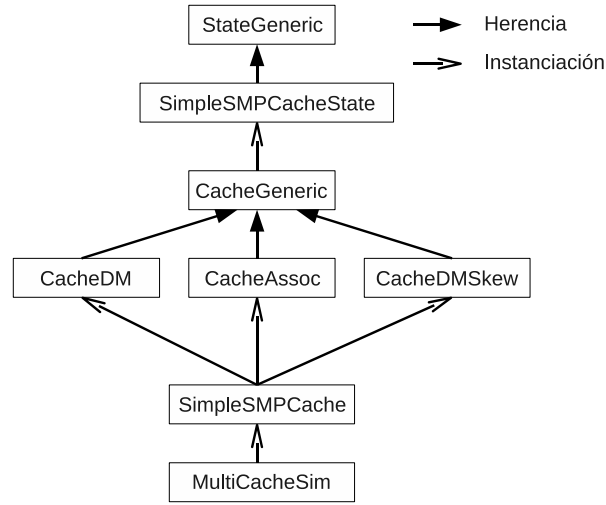 StateGeneric
Herencia
Instanciación
SimpleSMPCacheState
CacheGeneric
CacheDM
CacheAssoc
CacheDMSkew
SimpleSMPCache
MultiCacheSim